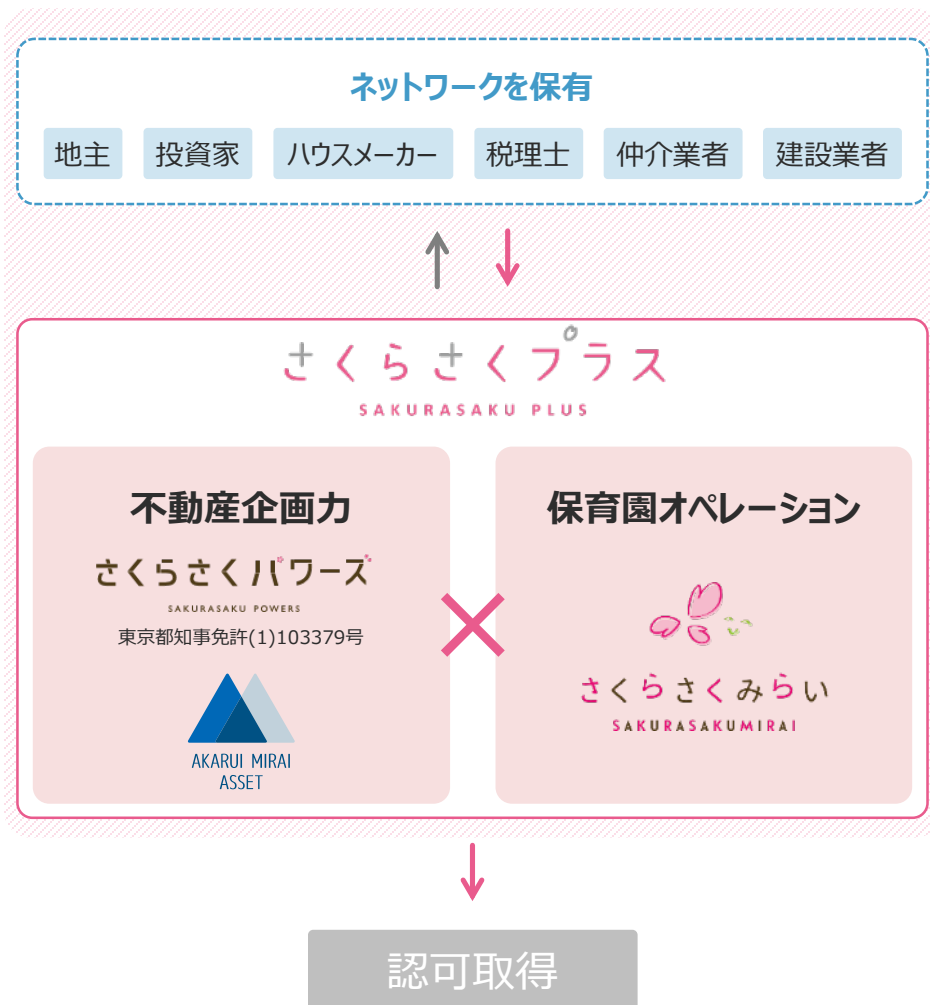 ネットワークを保有
地主 投資家 ハウスメーカー 税理士 仲介業者 建設業者
さくらさくプラス
SAKURASAKU PLUS
不動産企画力
さくらさくパワーズ
SAKURASAKU POWERS
東京都知事免許(1)103379号
AKARUI MIRAI
ASSET
保育園オペレーション
さくらさくみらい
SAKURASAKUMIRAI
認可取得